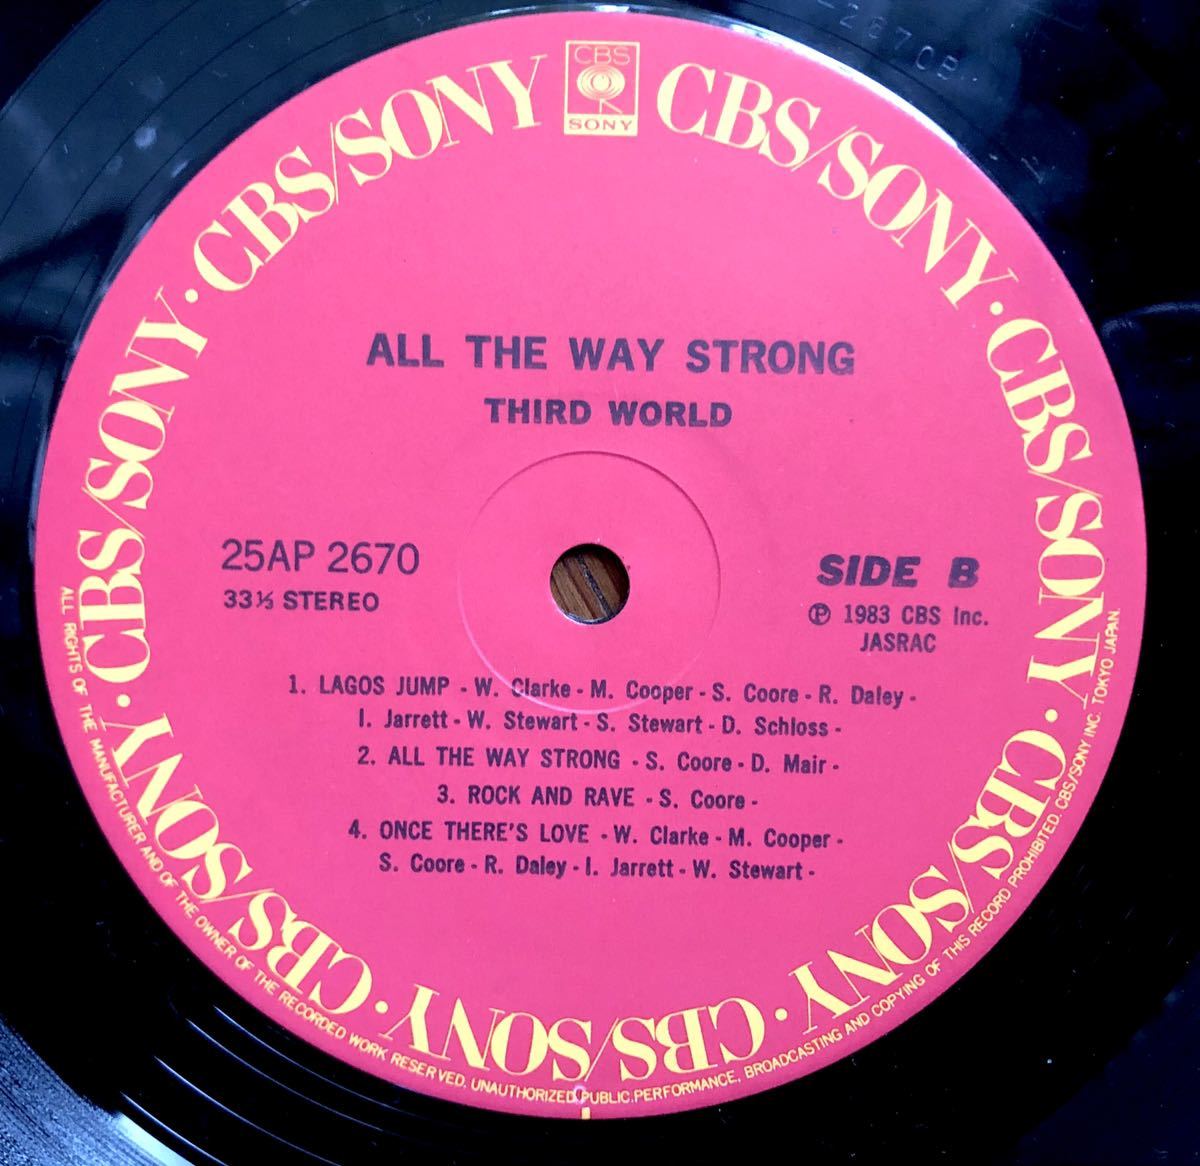 CBS
SONY
CBS/SONY · CBS/SONY · CBS/SONY · CBS/SONY · CBS/SONY · CBS/SONY · CBS/SONY · CBS/SONY
ALL THE WAY STRONG
THIRD WORLD
25AP 2670
33⅓ STEREO
SIDE B
℗ 1983 CBS Inc.
JASRAC
1. LAGOS JUMP - W. Clarke - M. Cooper - S. Coore - R. Daley -
I. Jarrett - W. Stewart - S. Stewart - D. Schloss -
2. ALL THE WAY STRONG - S. Coore - D. Mair -
3. ROCK AND RAVE - S. Coore -
4. ONCE THERE'S LOVE - W. Clarke - M. Cooper -
S. Coore - R. Daley - I. Jarrett - W. Stewart -
ALL RIGHTS OF THE MANUFACTURER AND OF THE OWNER OF THE RECORDED WORK RESERVED. UNAUTHORIZED PUBLIC PERFORMANCE, BROADCASTING AND COPYING OF THIS RECORD PROHIBITED. CBS/SONY INC. TOKYO JAPAN.